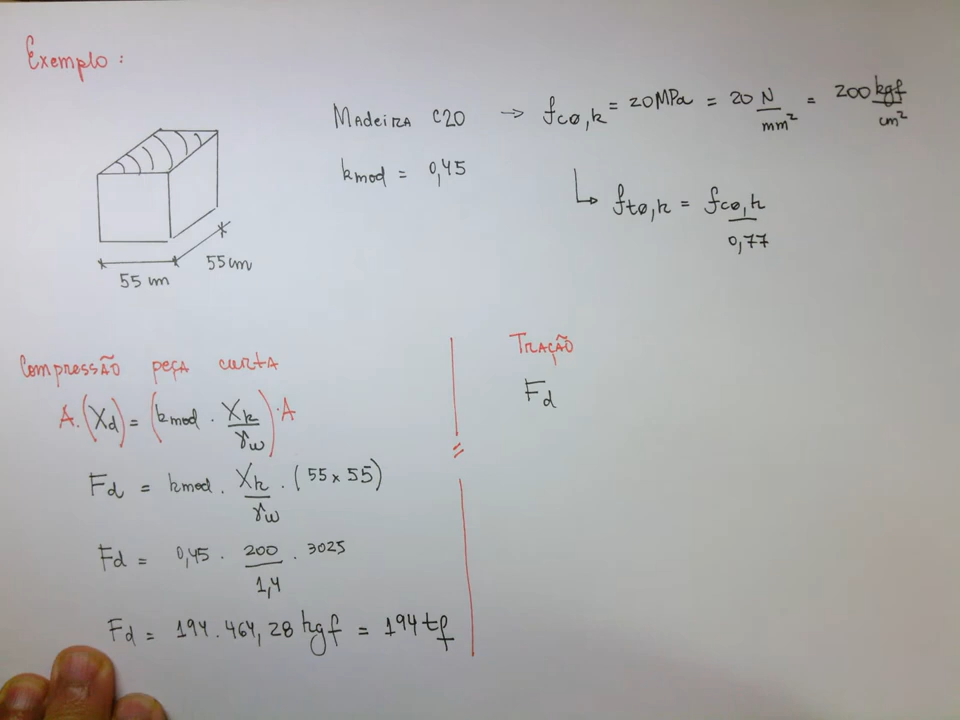 Exemplo :
Madeira C20 → fc0,k = 20MPa = 20 N/mm² = 200 kgf/cm²
kmod = 0,45
↳ ft0,k = fc0,k/0,77
55 cm
55 cm
Compressão peça curta
A.(Xd) = (kmod . Xk/γw).A
Fd = kmod . Xk/γw . (55 x 55)
Fd = 0,45 . 200/1,4 . 3025
Fd = 194.464,28 kgf = 194 tf
Tração
Fd